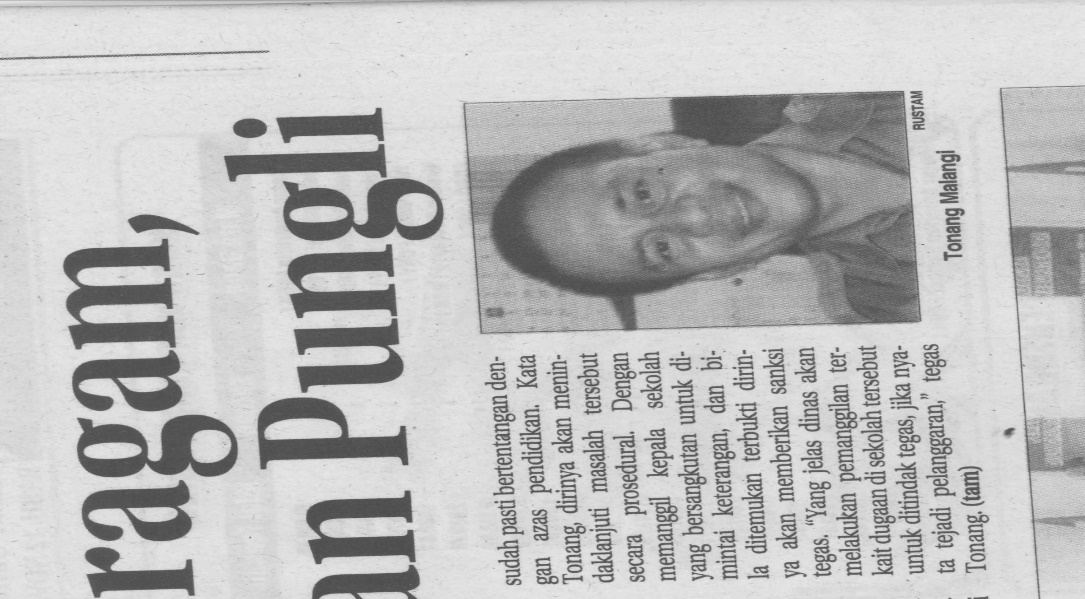 ragam,
an Pungli
RUSTAM
Tonang Malangi
sudah pasti bertentangan den-
gan azas pendidikan. Kata
Tonang, dirinya akan menin-
daklanjuti masalah tersebut
secara prosedural. Dengan
memanggil kepala sekolah
yang bersangkutan untuk di-
mintai keterangan, dan bi-
la ditemukan terbukti dirin-
ya akan memberikan sanksi
tegas. “Yang jelas dinas akan
melakukan pemanggilan ter-
kait dugaan di sekolah tersebut
untuk ditindak tegas, jika nya-
ta tejadi pelanggaran,” tegas
Tonang. (tam)